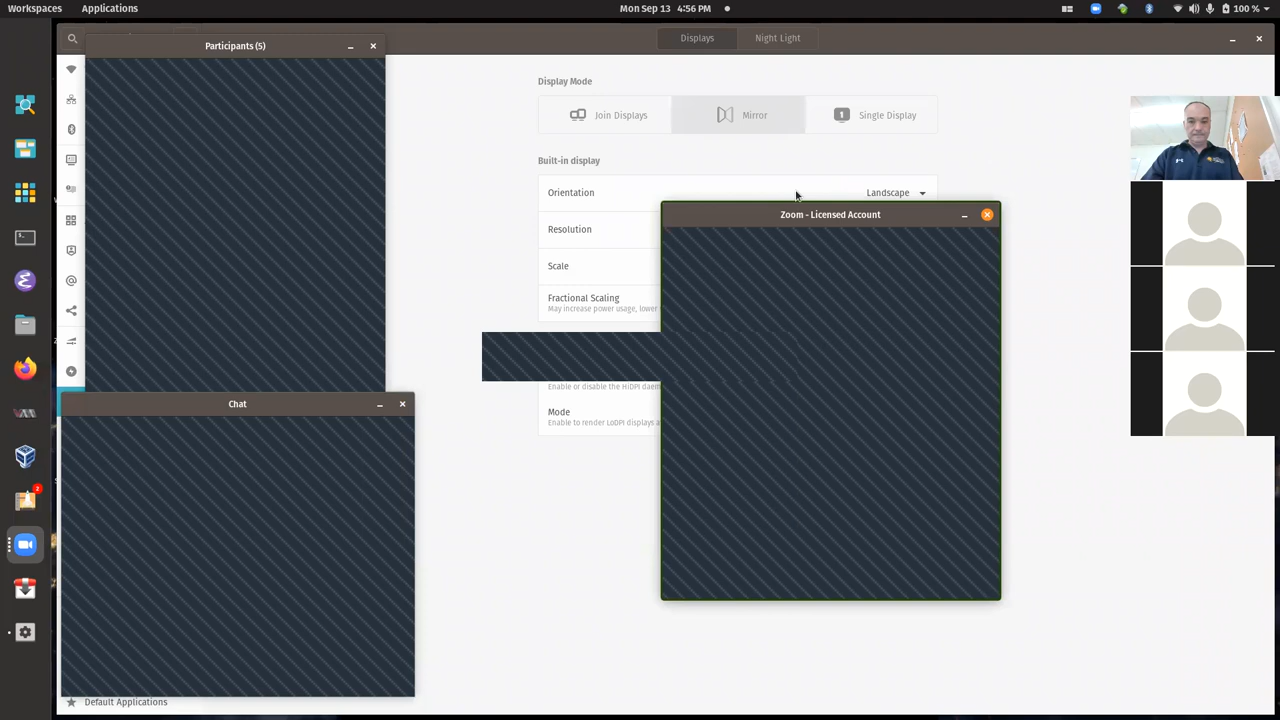 Workspaces Applications Mon Sep 13 4:56 PM 100 %
Displays Night Light
Participants (5)
Display Mode
Join Displays Mirror 1 Single Display
Built-in display
Orientation Landscape
Zoom - Licensed Account
Resolution
Scale
Fractional Scaling
May increase power usage, lower
Enable or disable the HiDPI daem
Chat
Mode
Enable to render LoDPI displays a
2
Default Applications